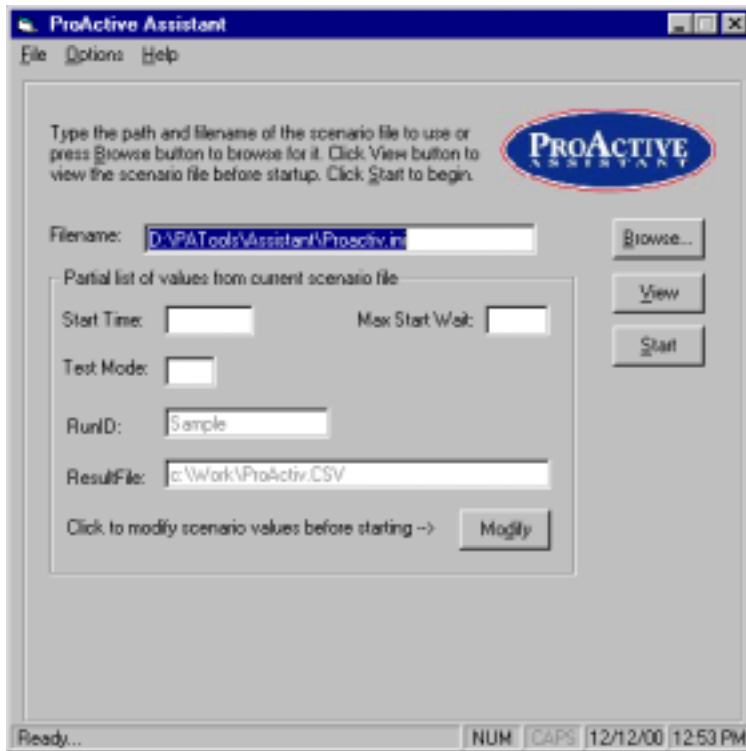 ProActive Assistant
File Options Help
Type the path and filename of the scenario file to use or
press Browse button to browse for it. Click View button to
view the scenario file before startup. Click Start to begin.
PROACTIVE
ASSISTANT
Filename: D:\PATools\Assistant\Proactiv.ini
Browse...
Partial list of values from current scenario file
View
Start Time: Max Start Wait:
Start
Test Mode:
RunID: Sample
ResultFile: c:\Work\ProActiv.CSV
Click to modify scenario values before starting --> Modify
Ready... NUM CAPS 12/12/00 12:53 PM